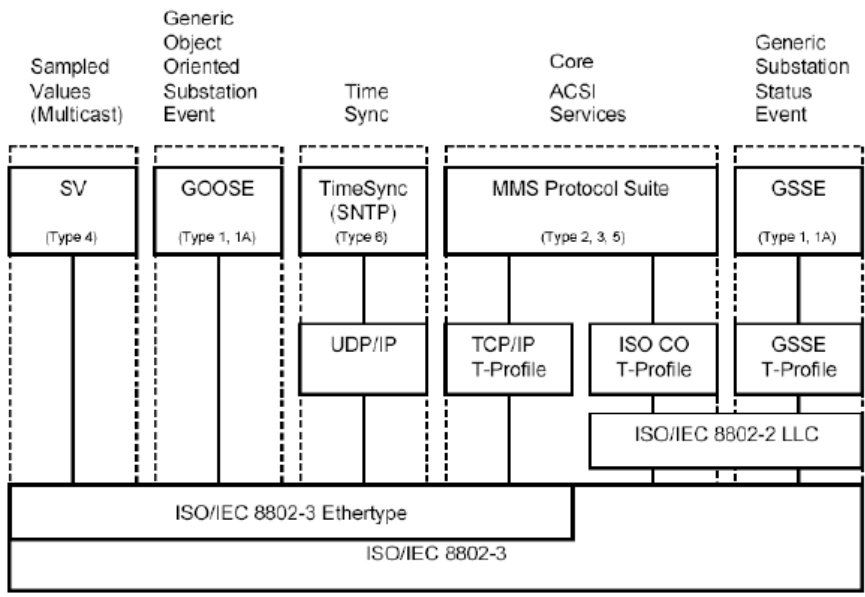 Sampled
Values
(Multicast)
Generic
Object
Oriented
Substation
Event
Time
Sync
Core
ACSI
Services
Generic
Substation
Status
Event
SV
(Type 4)
GOOSE
(Type 1, 1A)
TimeSync
(SNTP)
(Type 6)
MMS Protocol Suite
(Type 2, 3, 5)
GSSE
(Type 1, 1A)
UDP/IP
TCP/IP
T-Profile
ISO CO
T-Profile
GSSE
T-Profile
ISO/IEC 8802-2 LLC
ISO/IEC 8802-3 Ethertype
ISO/IEC 8802-3